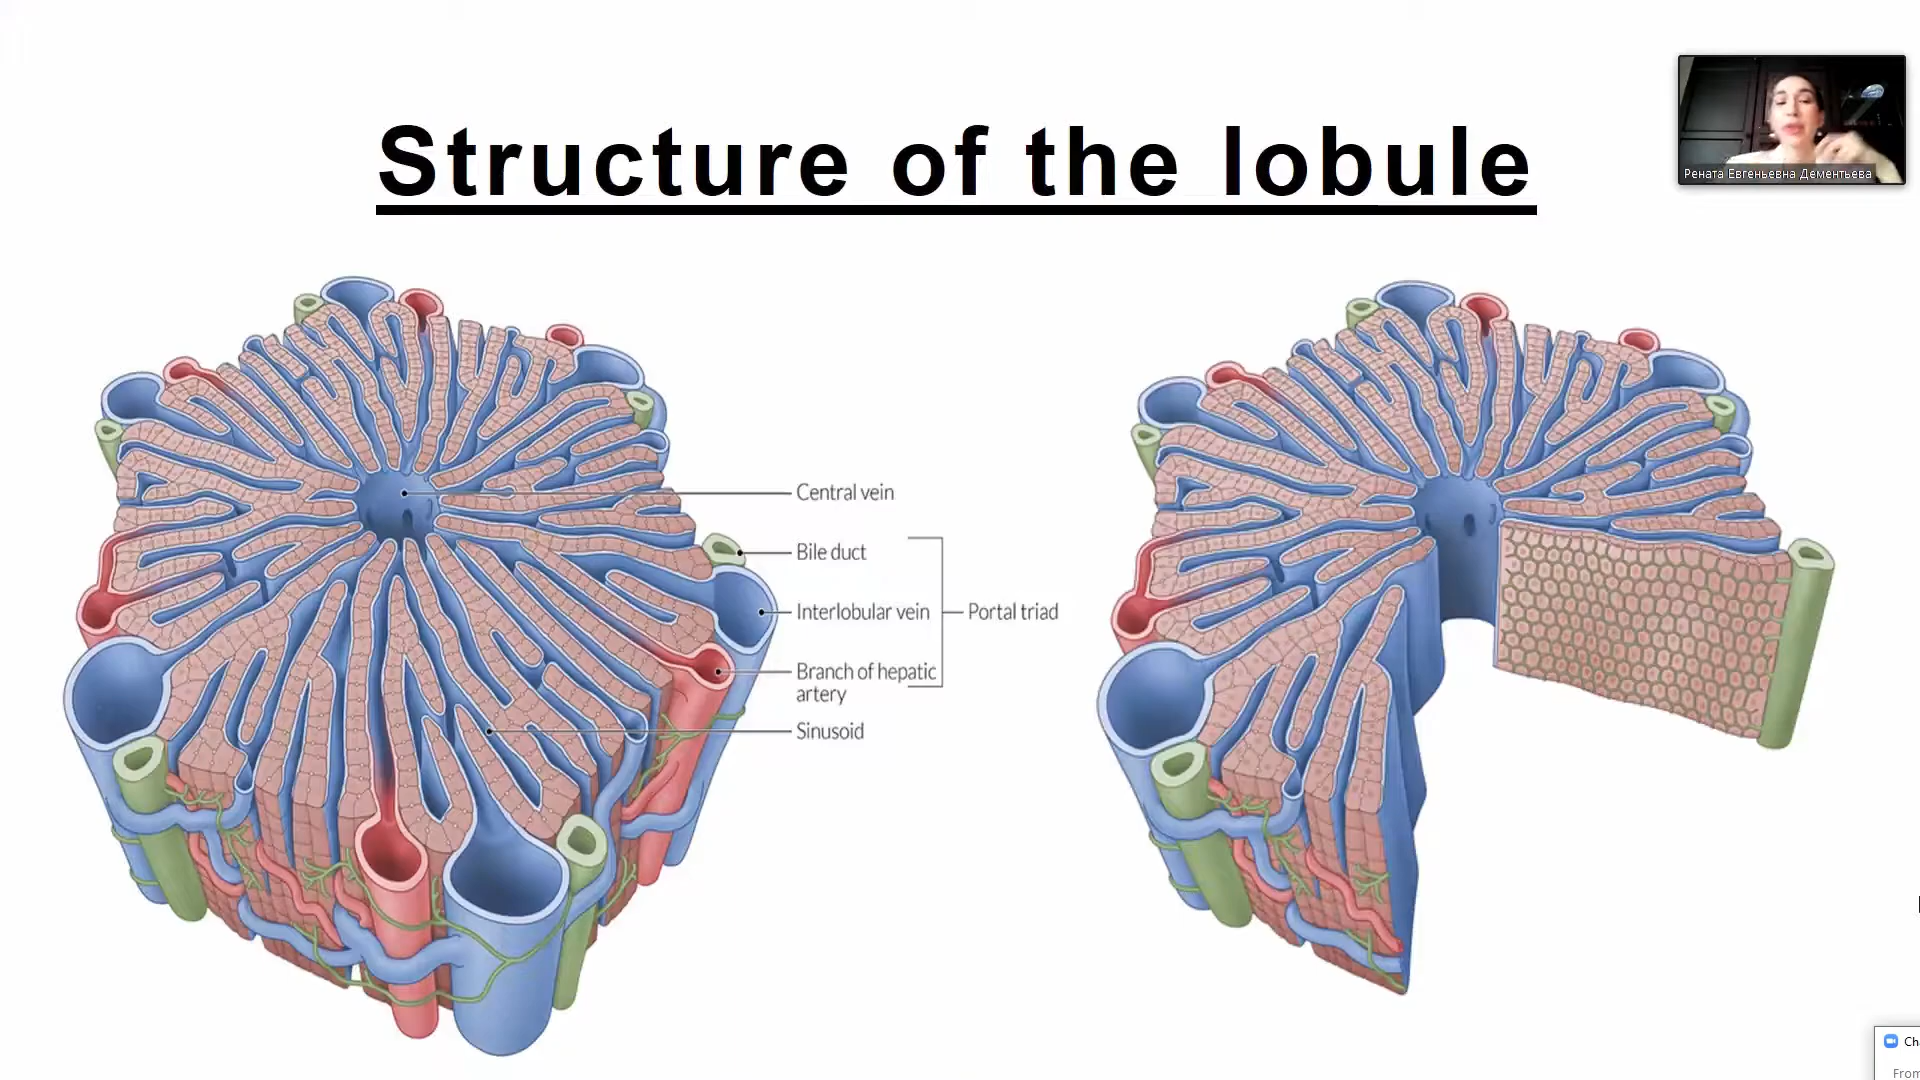 Structure of the lobule
Рената Евгеньевна Дементьева
Central vein
Bile duct
Interlobular vein
Portal triad
Branch of hepatic
artery
Sinusoid
From